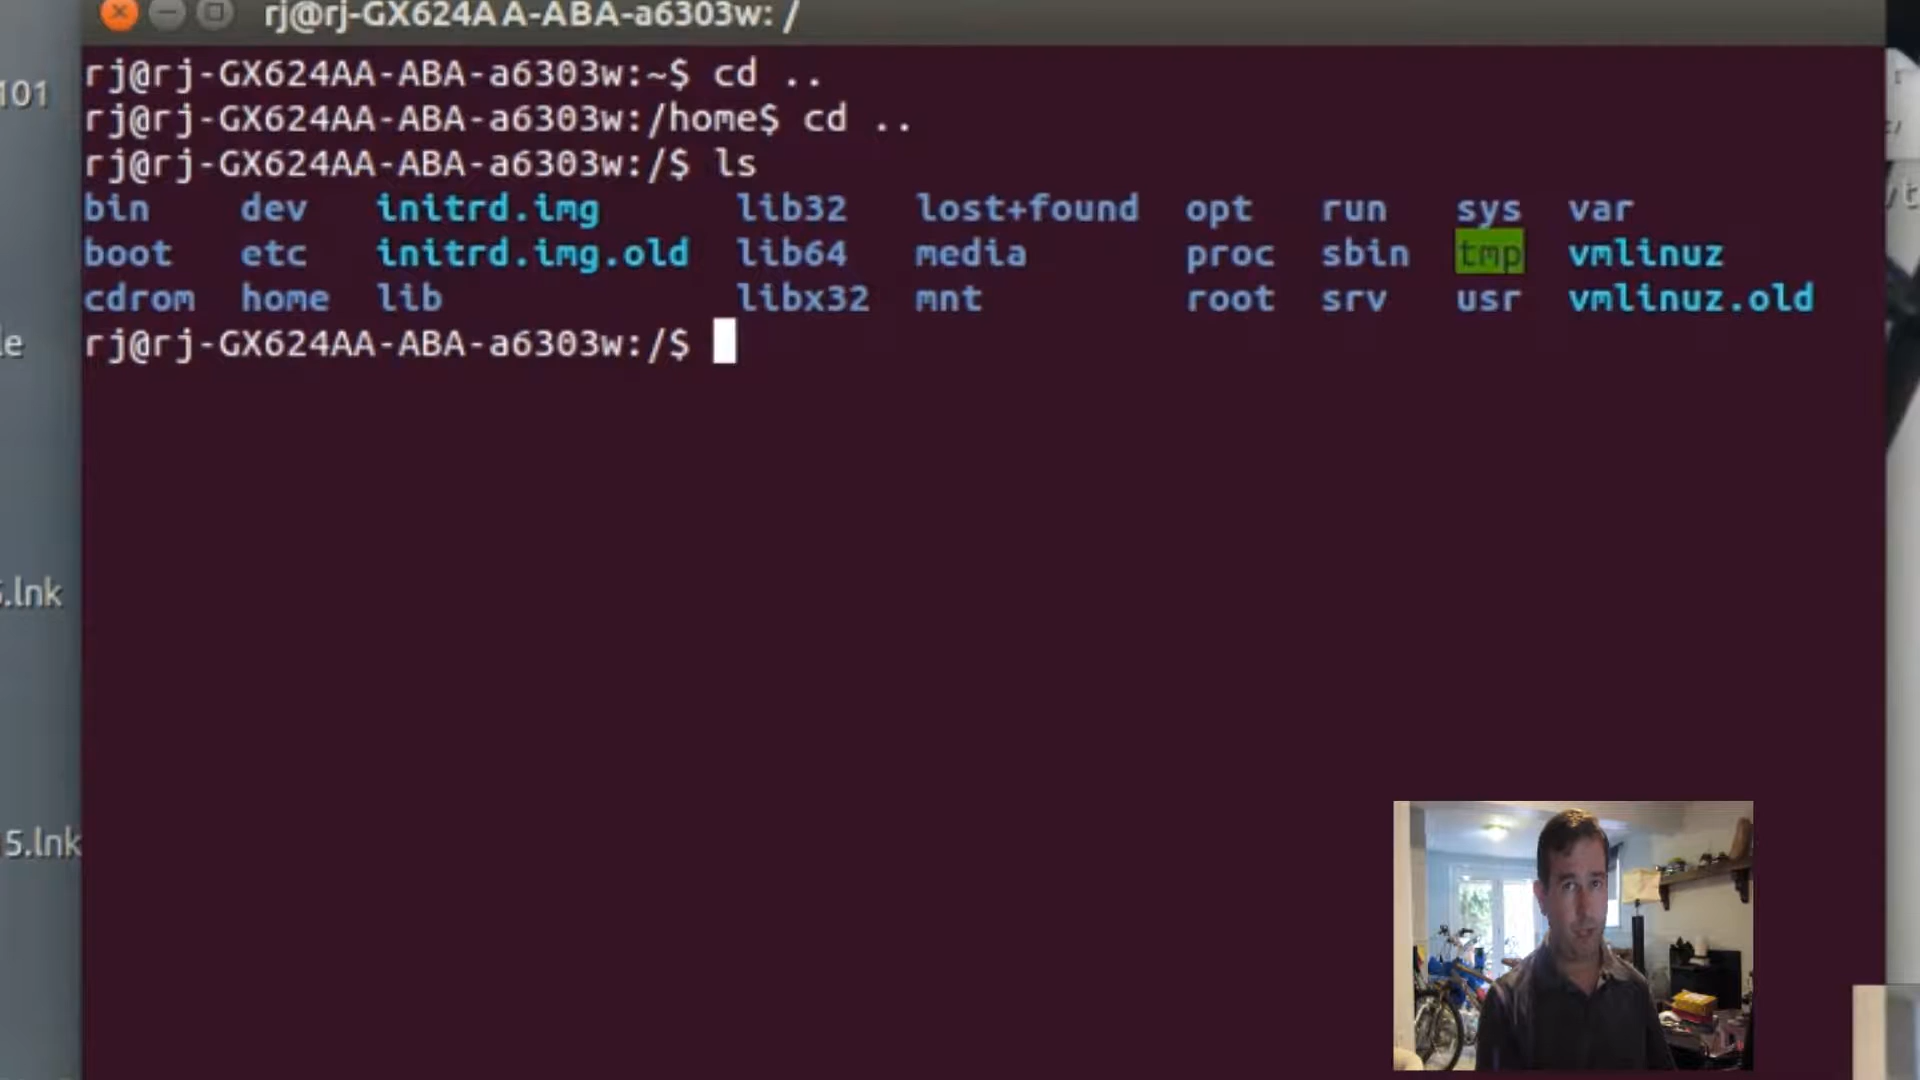 rj@rj-GX624AA-ABA-a6303w: /
rj@rj-GX624AA-ABA-a6303w:~$ cd ..
rj@rj-GX624AA-ABA-a6303w:/home$ cd ..
rj@rj-GX624AA-ABA-a6303w:/$ ls
bin dev initrd.img lib32 lost+found opt run sys var
boot etc initrd.img.old lib64 media proc sbin tmp vmlinuz
cdrom home lib libx32 mnt root srv usr vmlinuz.old
rj@rj-GX624AA-ABA-a6303w:/$
101
.lnk
5.lnk